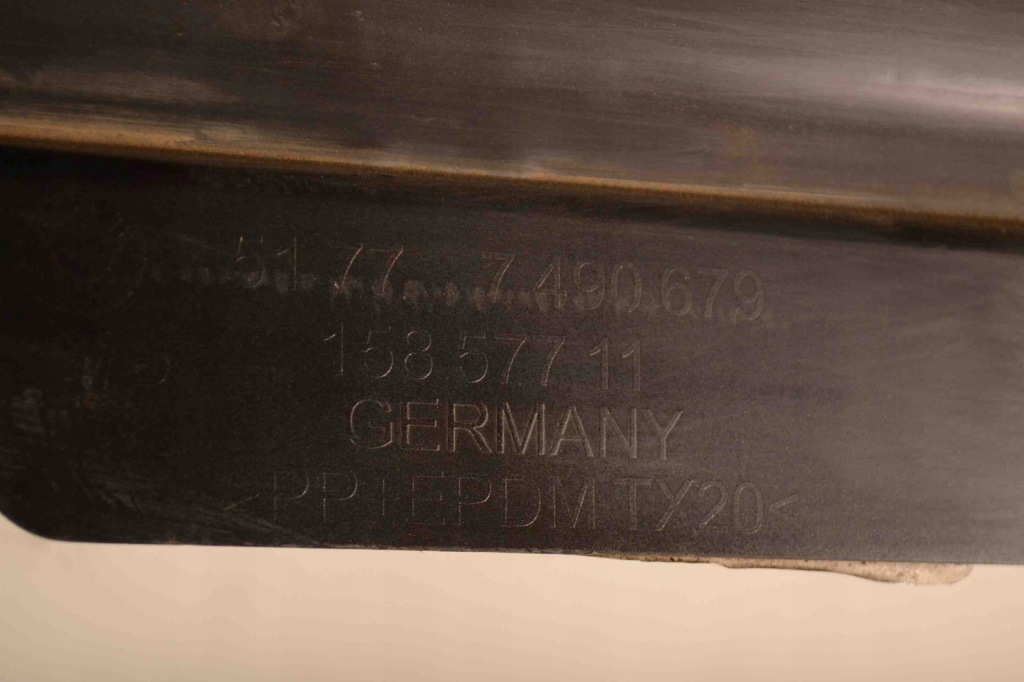 51.77 7 490 679
158 577 11
GERMANY
>PP+EPDM TX20<